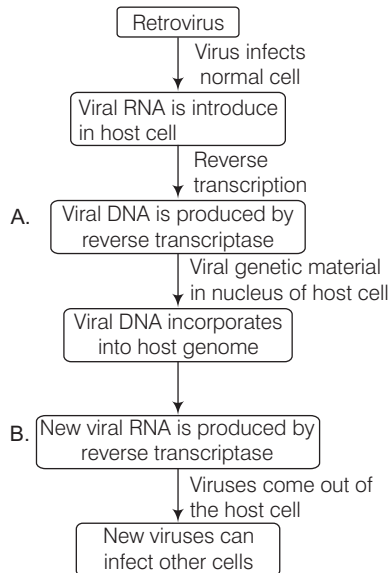 Retrovirus
Virus infects
normal cell
Viral RNA is introduce
in host cell
Reverse
transcription
A.
Viral DNA is produced by
reverse transcriptase
Viral genetic material
in nucleus of host cell
Viral DNA incorporates
into host genome
B.
New viral RNA is produced by
reverse transcriptase
Viruses come out of
the host cell
New viruses can
infect other cells